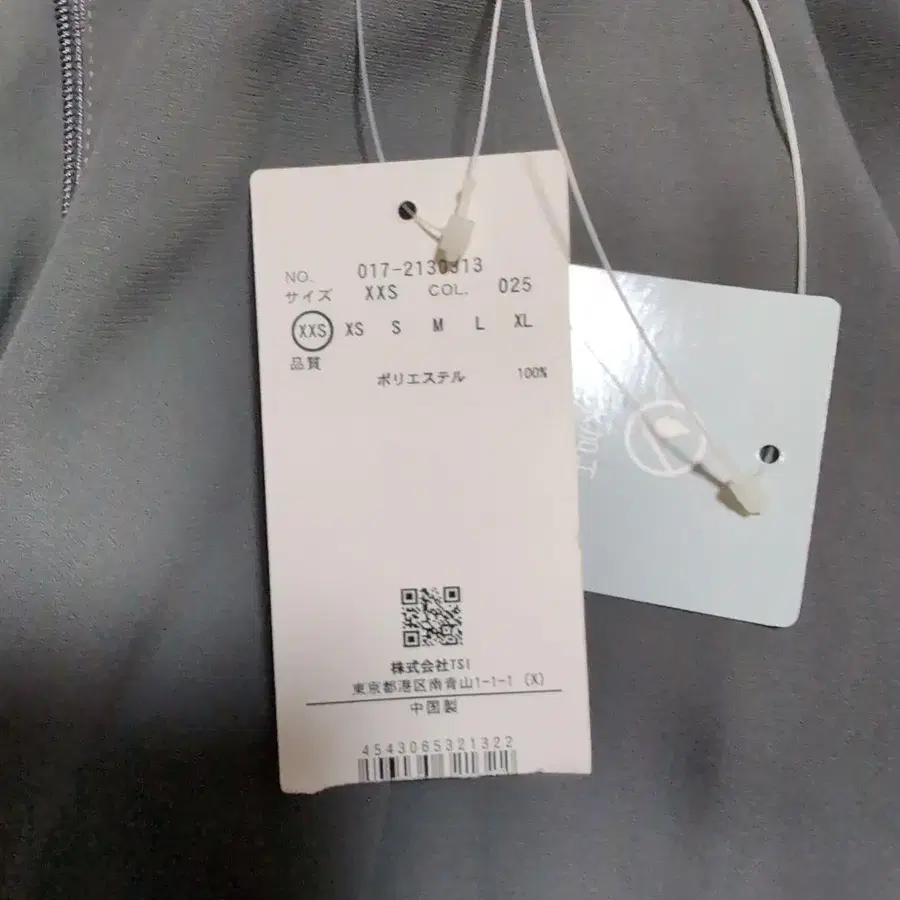 NO. 017-2130313
サイズ XXS COL. 025
XXS XS S M L XL
品質
ポリエステル 100%
株式会社TSI
東京都港区南青山1-1-1 (X)
中国製
4543065321322